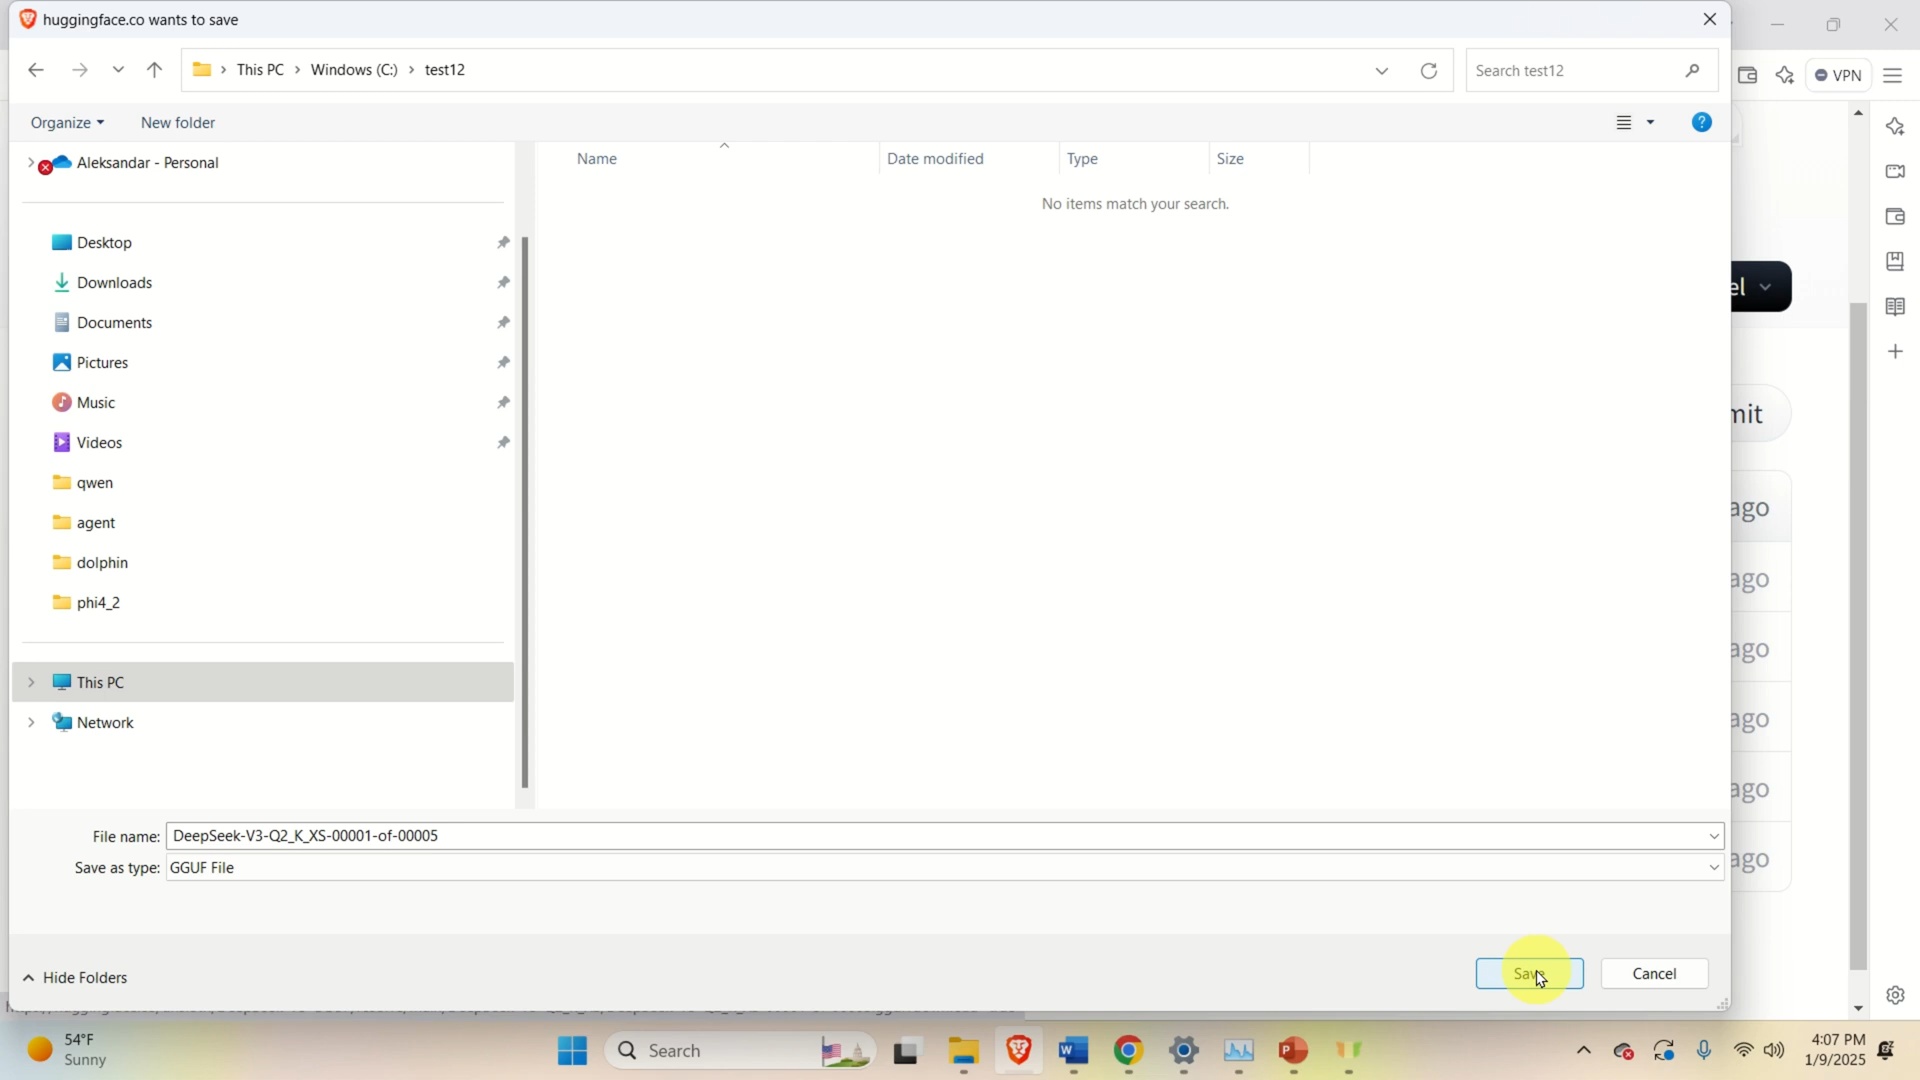 huggingface.co wants to save
This PC > Windows (C:) > test12
Search test12
VPN
Organize
New folder
Aleksandar - Personal
Name
Date modified
Type
Size
No items match your search.
Desktop
Downloads
Documents
Pictures
Music
Videos
qwen
agent
dolphin
phi4_2
This PC
Network
el
mit
ago
ago
ago
ago
ago
ago
File name: DeepSeek-V3-Q2_K_XS-00001-of-00005
Save as type: GGUF File
Hide Folders
Save
Cancel
54°F
Sunny
Search
4:07 PM
1/9/2025